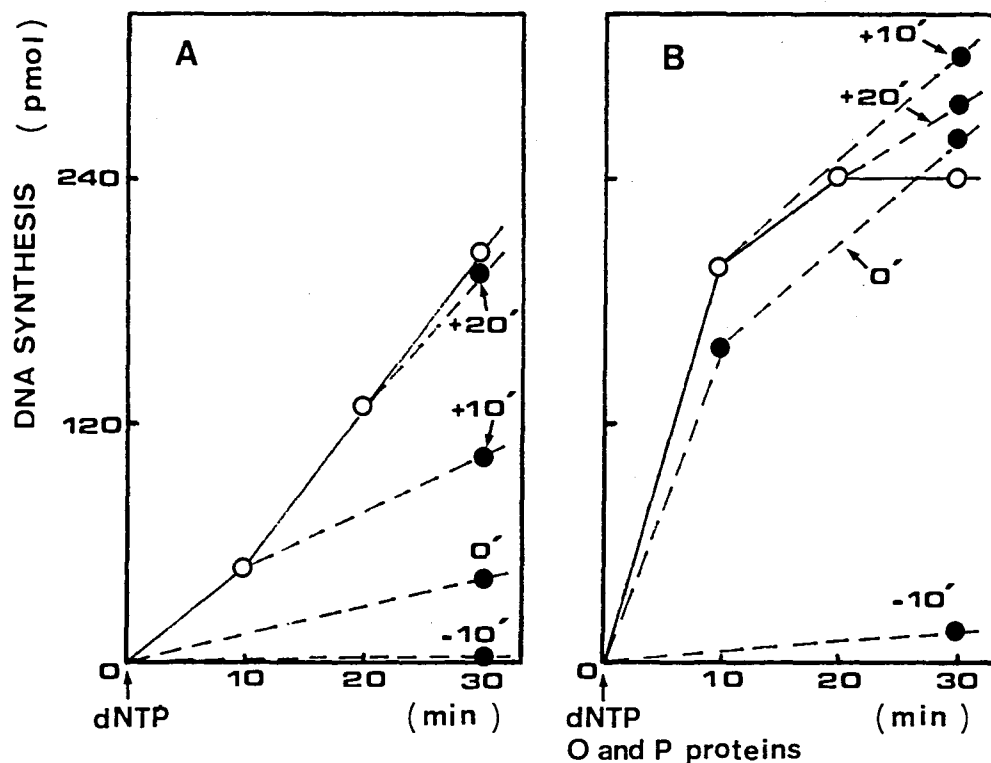 DNA SYNTHESIS (pmol)
A
240
120
0
10
20
30
(min)
+20′
+10′
0′
-10′
dNTP
B
+10′
+20′
0′
-10′
0
10
20
30
(min)
dNTP
O and P proteins